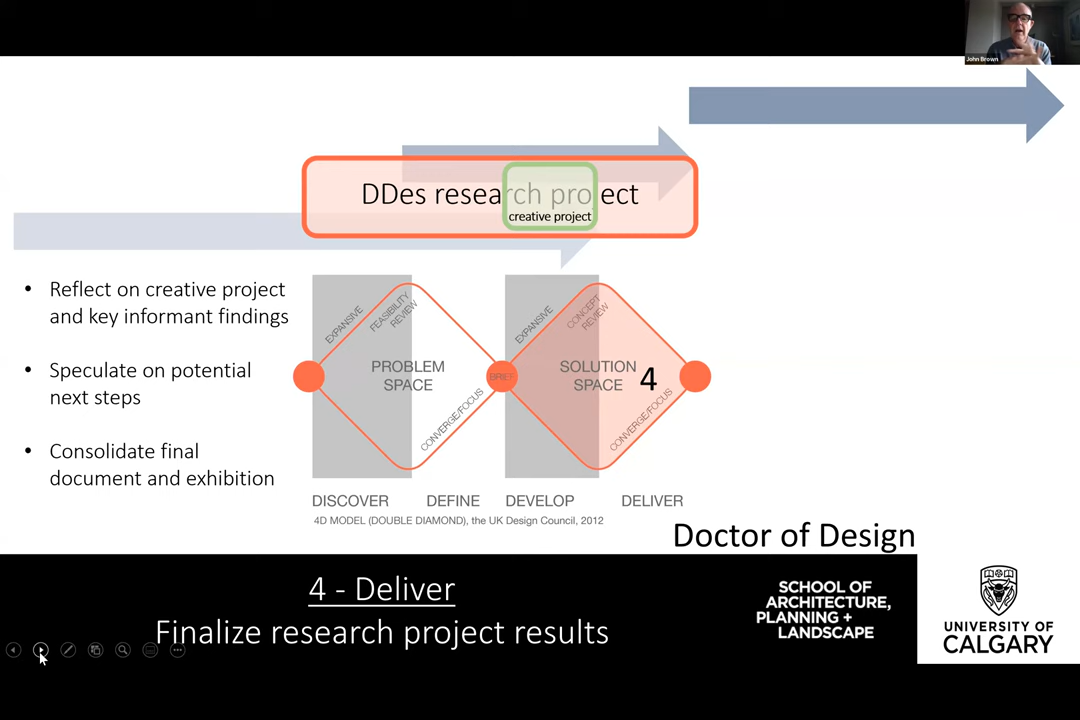 John Brown
DDes research project
creative project
• Reflect on creative project
and key informant findings
• Speculate on potential
next steps
• Consolidate final
document and exhibition
EXPANSIVE
FEASIBILITY
REVIEW
PROBLEM
SPACE
CONVERGE/FOCUS
BRIEF
EXPANSIVE
CONCEPT
REVIEW
SOLUTION
SPACE
4
CONVERGE/FOCUS
DISCOVER
DEFINE
DEVELOP
DELIVER
4D MODEL (DOUBLE DIAMOND), the UK Design Council, 2012
Doctor of Design
4 - Deliver
Finalize research project results
SCHOOL OF
ARCHITECTURE,
PLANNING +
LANDSCAPE
UNIVERSITY OF
CALGARY